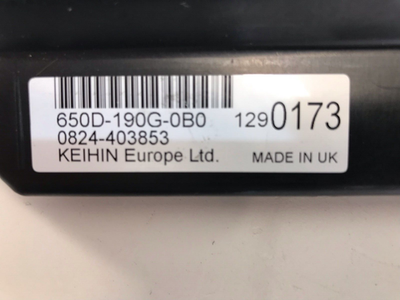 650D-190G-0B0 1290173
0824-403853
KEIHIN Europe Ltd. MADE IN UK